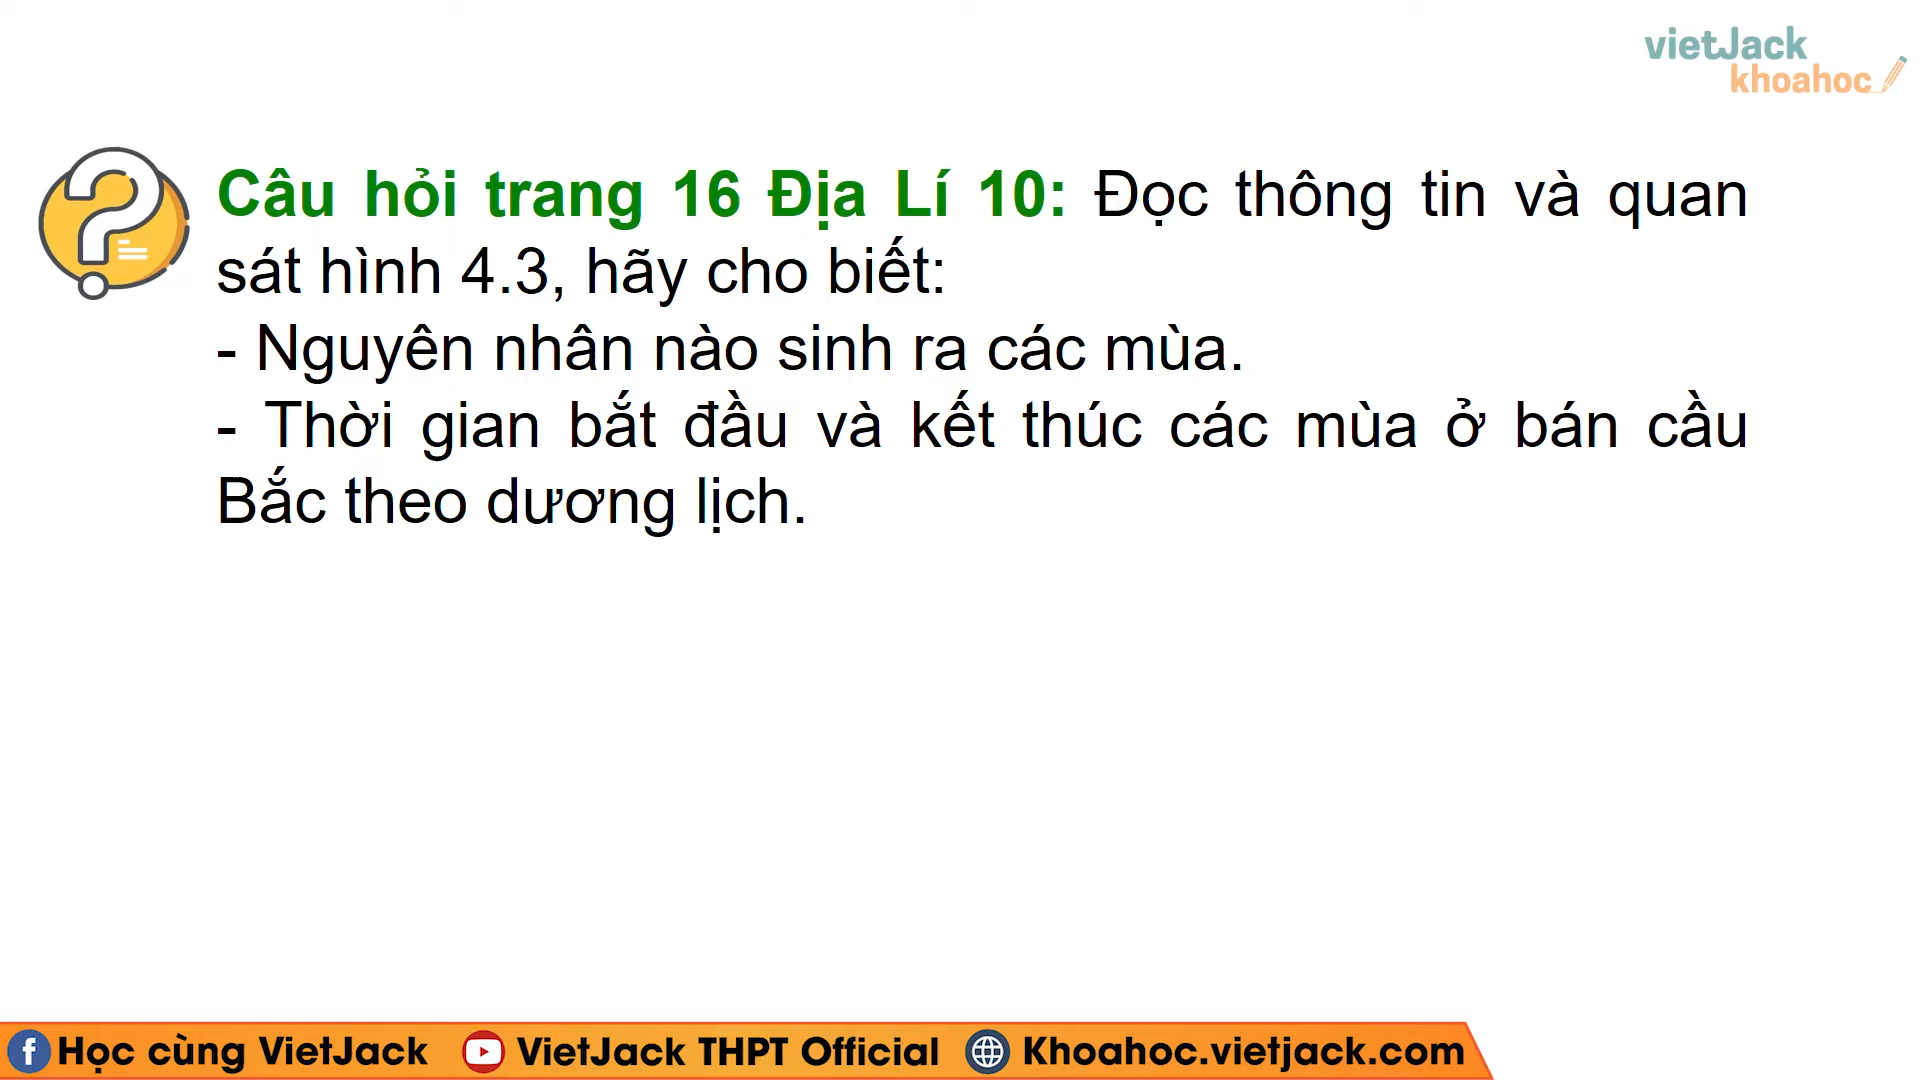 vietJack
khoahoc
Câu hỏi trang 16 Địa Lí 10: Đọc thông tin và quan
sát hình 4.3, hãy cho biết:
- Nguyên nhân nào sinh ra các mùa.
- Thời gian bắt đầu và kết thúc các mùa ở bán cầu
Bắc theo dương lịch.
Học cùng VietJack VietJack THPT Official Khoahoc.vietjack.com